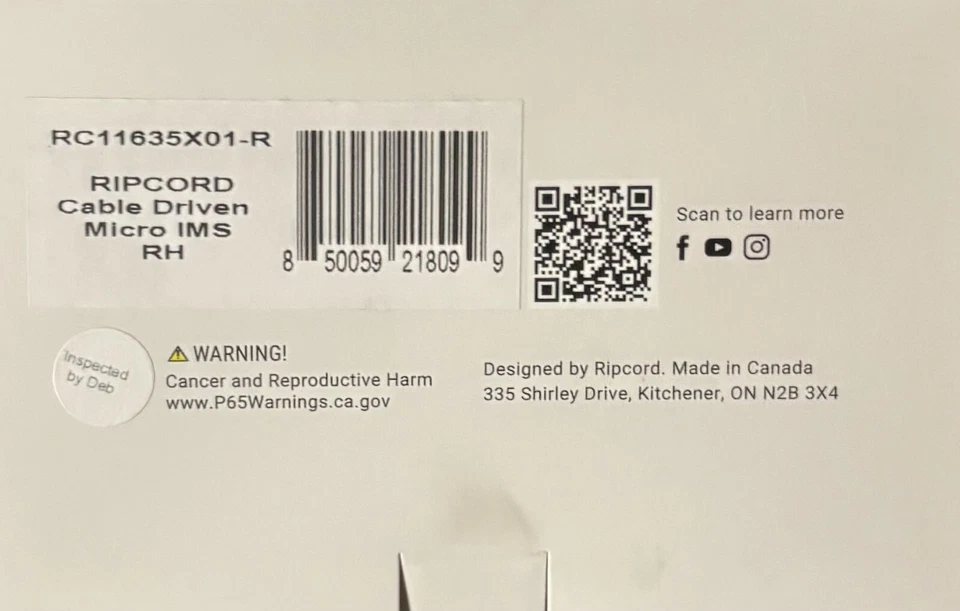 RC11635X01-R
RIPCORD
Cable Driven
Micro IMS
RH
8 50059 21809 9
Scan to learn more
Inspected
by Deb
WARNING!
Cancer and Reproductive Harm
www.P65Warnings.ca.gov
Designed by Ripcord. Made in Canada
335 Shirley Drive, Kitchener, ON N2B 3X4